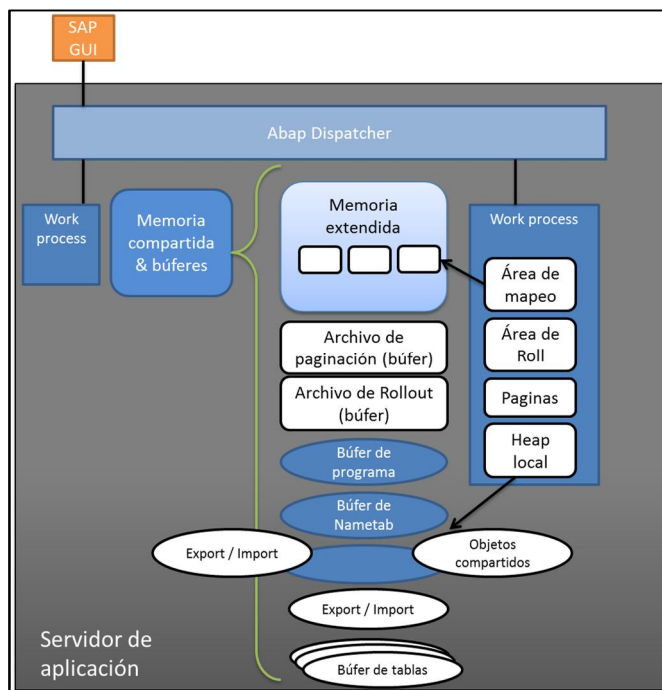 SAP
GUI
Abap Dispatcher
Work
process
Memoria
compartida
& búferes
Memoria
extendida
Work process
Área de
mapeo
Área de
Roll
Paginas
Heap
local
Archivo de
paginación (búfer)
Archivo de Rollout
(búfer)
Búfer de
programa
Búfer de
Nametab
Export / Import
Objetos
compartidos
Export / Import
Búfer de tablas
Servidor de
aplicación